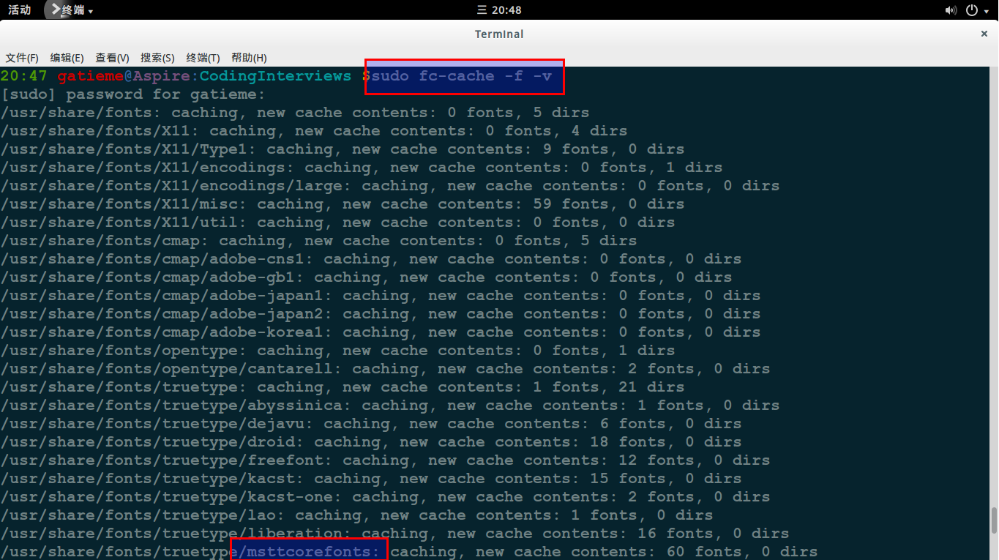 活动 终端 三 20:48
Terminal ×
文件(F) 编辑(E) 查看(V) 搜索(S) 终端(T) 帮助(H)
20:47 gatieme@Aspire:CodingInterviews $sudo fc-cache -f -v
[sudo] password for gatieme:
/usr/share/fonts: caching, new cache contents: 0 fonts, 5 dirs
/usr/share/fonts/X11: caching, new cache contents: 0 fonts, 4 dirs
/usr/share/fonts/X11/Type1: caching, new cache contents: 9 fonts, 0 dirs
/usr/share/fonts/X11/encodings: caching, new cache contents: 0 fonts, 1 dirs
/usr/share/fonts/X11/encodings/large: caching, new cache contents: 0 fonts, 0 dirs
/usr/share/fonts/X11/misc: caching, new cache contents: 59 fonts, 0 dirs
/usr/share/fonts/X11/util: caching, new cache contents: 0 fonts, 0 dirs
/usr/share/fonts/cmap: caching, new cache contents: 0 fonts, 5 dirs
/usr/share/fonts/cmap/adobe-cns1: caching, new cache contents: 0 fonts, 0 dirs
/usr/share/fonts/cmap/adobe-gb1: caching, new cache contents: 0 fonts, 0 dirs
/usr/share/fonts/cmap/adobe-japan1: caching, new cache contents: 0 fonts, 0 dirs
/usr/share/fonts/cmap/adobe-japan2: caching, new cache contents: 0 fonts, 0 dirs
/usr/share/fonts/cmap/adobe-korea1: caching, new cache contents: 0 fonts, 0 dirs
/usr/share/fonts/opentype: caching, new cache contents: 0 fonts, 1 dirs
/usr/share/fonts/opentype/cantarell: caching, new cache contents: 2 fonts, 0 dirs
/usr/share/fonts/truetype: caching, new cache contents: 1 fonts, 21 dirs
/usr/share/fonts/truetype/abyssinica: caching, new cache contents: 1 fonts, 0 dirs
/usr/share/fonts/truetype/dejavu: caching, new cache contents: 6 fonts, 0 dirs
/usr/share/fonts/truetype/droid: caching, new cache contents: 18 fonts, 0 dirs
/usr/share/fonts/truetype/freefont: caching, new cache contents: 12 fonts, 0 dirs
/usr/share/fonts/truetype/kacst: caching, new cache contents: 15 fonts, 0 dirs
/usr/share/fonts/truetype/kacst-one: caching, new cache contents: 2 fonts, 0 dirs
/usr/share/fonts/truetype/lao: caching, new cache contents: 1 fonts, 0 dirs
/usr/share/fonts/truetype/liberation: caching, new cache contents: 16 fonts, 0 dirs
/usr/share/fonts/truetype/msttcorefonts: caching, new cache contents: 60 fonts, 0 dirs